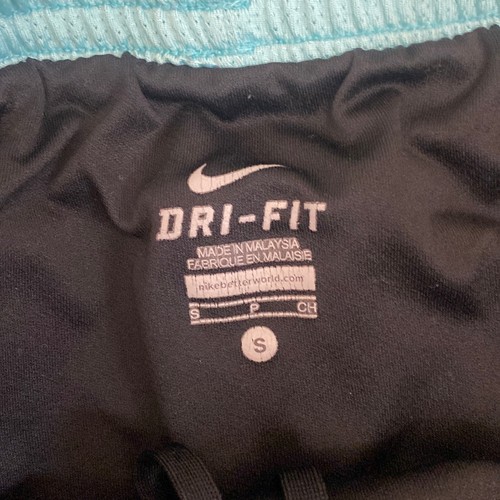 DRI-FIT
MADE IN MALAYSIA
FABRIQUE EN MALAISIE
nikebetterworld.com
S P CH
S